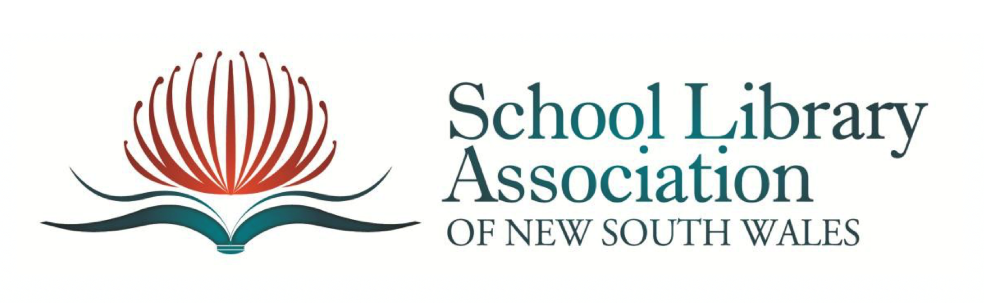 School Library
Association
OF NEW SOUTH WALES